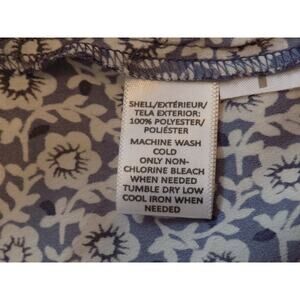 SHELL/EXTÉRIEUR/
TELA EXTERIOR:
100% POLYESTER/
POLIÉSTER
MACHINE WASH
COLD
ONLY NON-
CHLORINE BLEACH
WHEN NEEDED
TUMBLE DRY LOW
COOL IRON WHEN
NEEDED